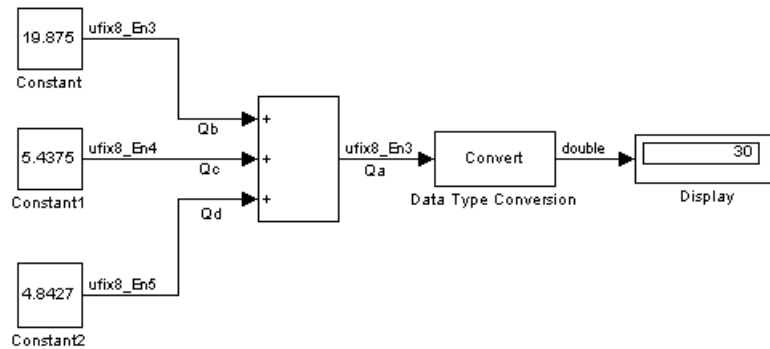 19.875
ufix8_En3
Constant
Qb
+
5.4375
ufix8_En4
Constant1
Qc
+
4.8427
ufix8_En5
Constant2
Qd
+
ufix8_En3
Qa
Convert
Data Type Conversion
double
30
Display